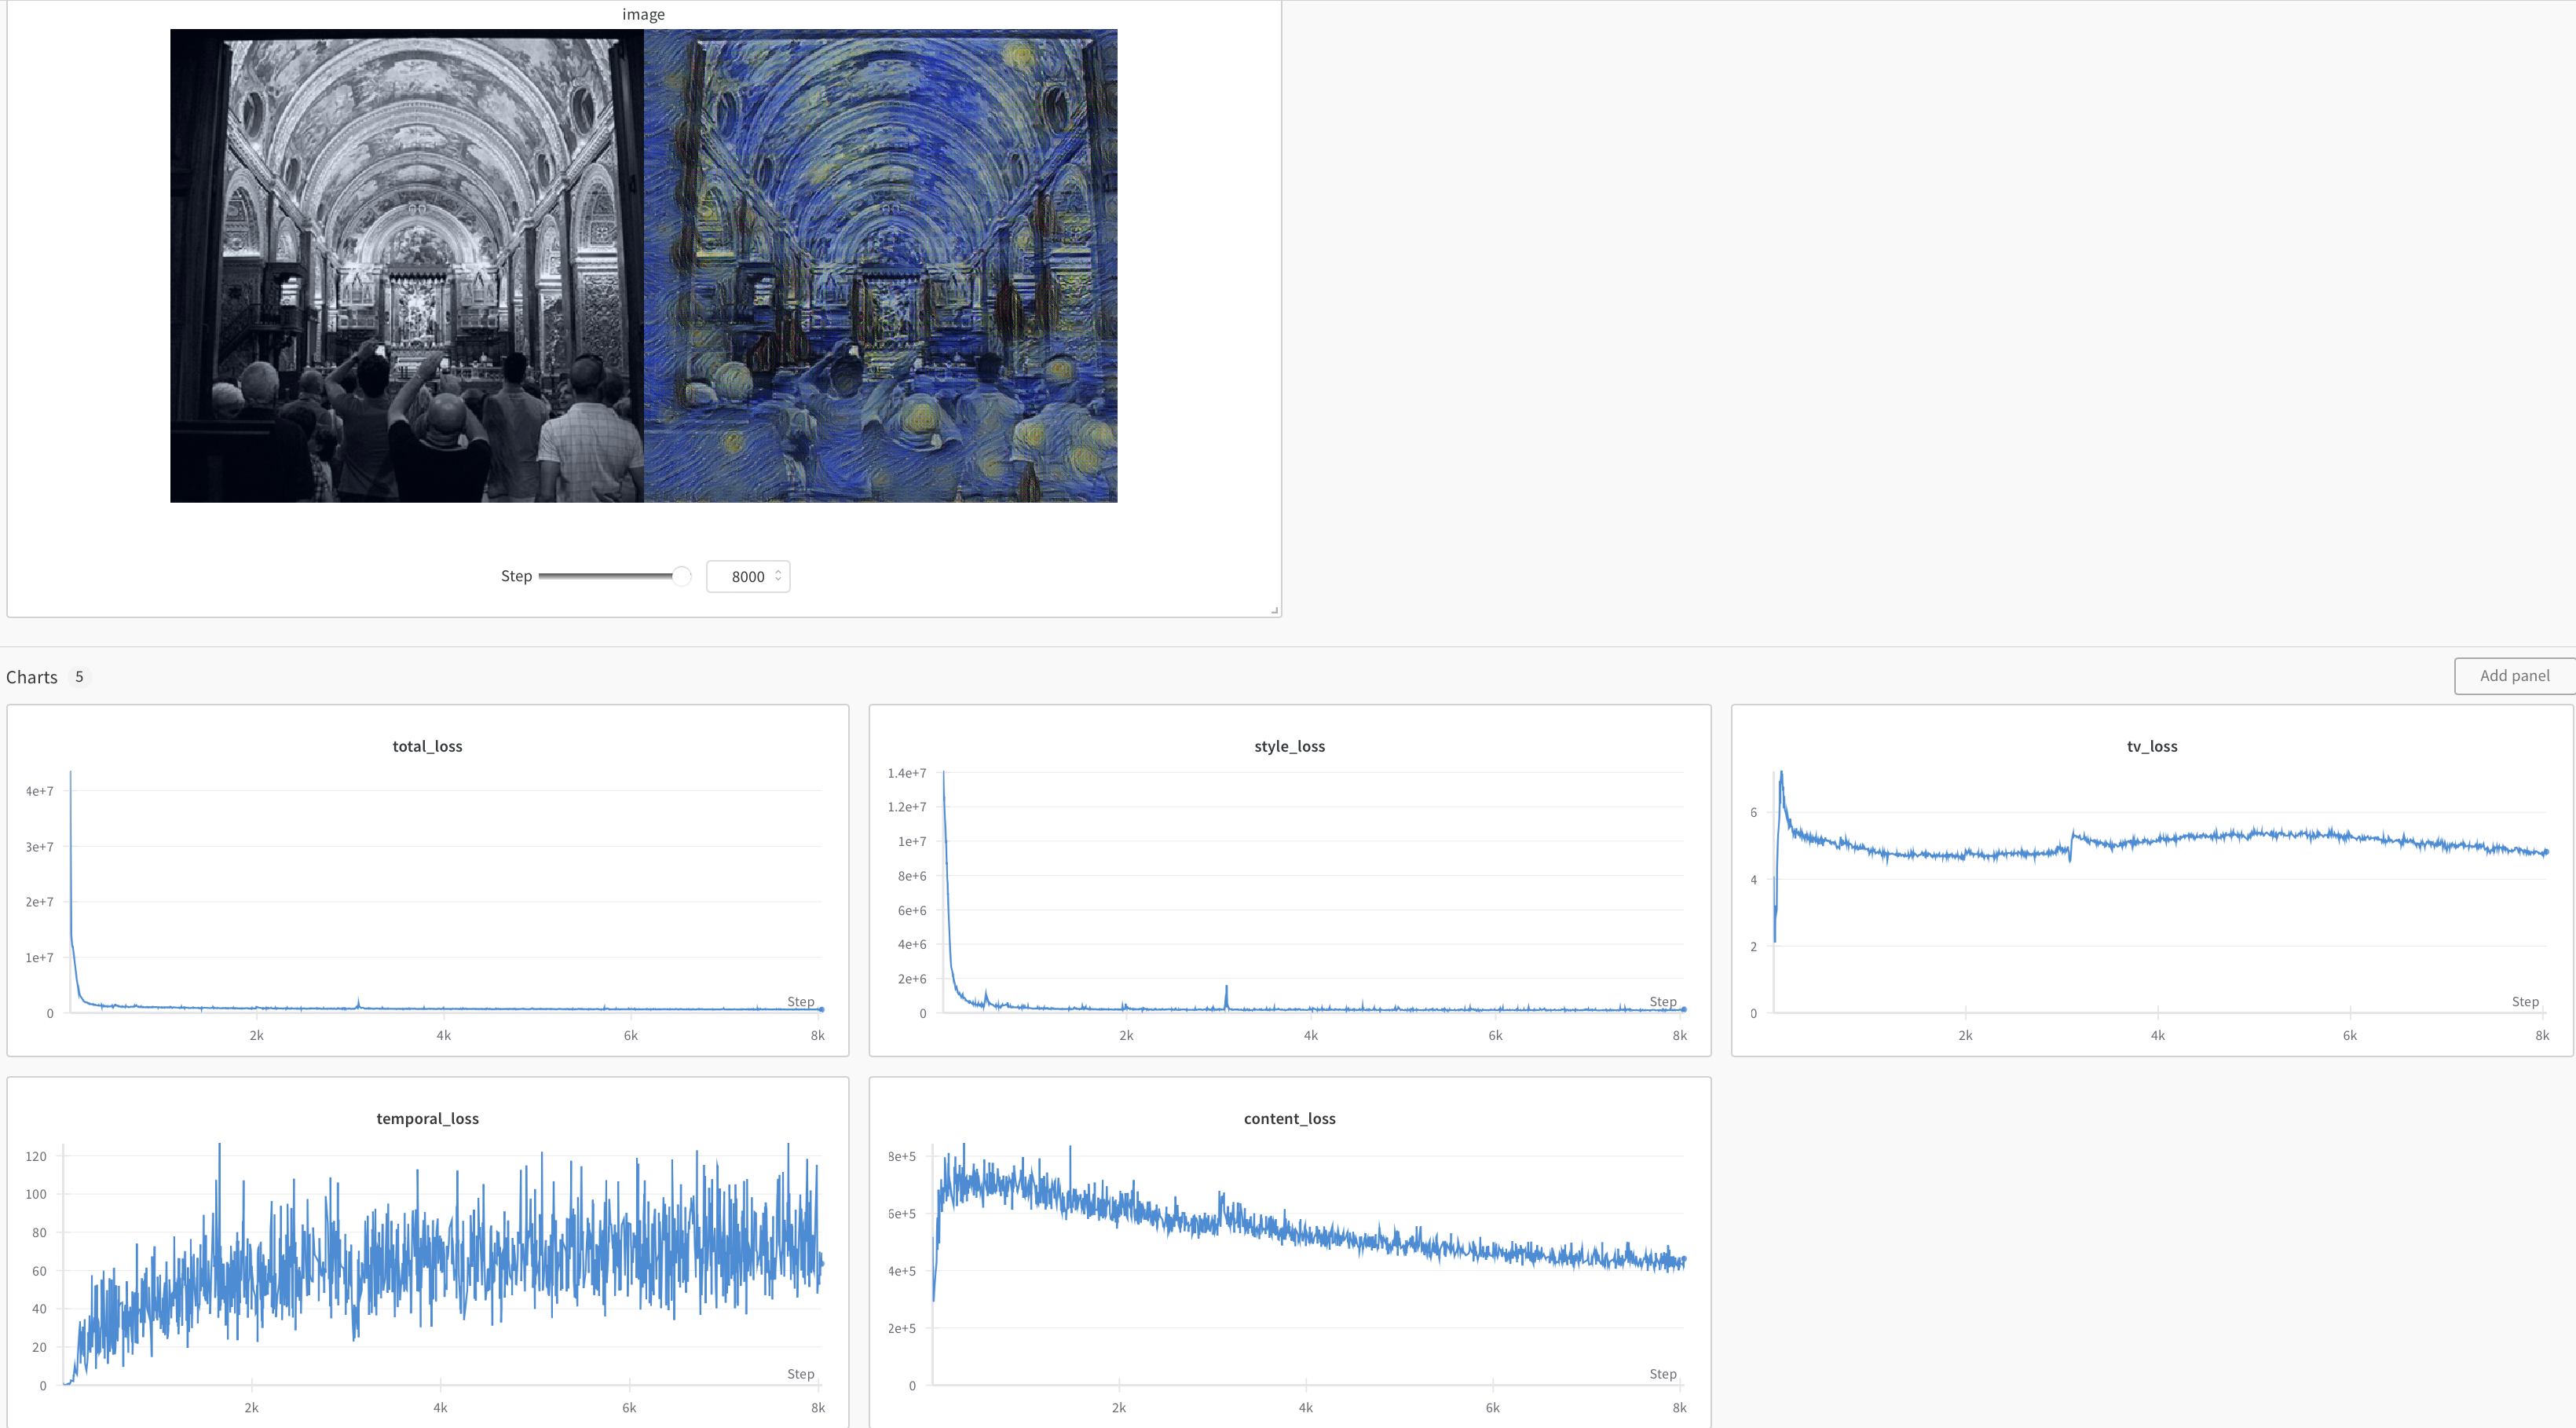 image
Step 8000
Charts 5
Add panel
total_loss
4e+7
3e+7
2e+7
1e+7
0
Step
2k 4k 6k 8k
style_loss
1.4e+7
1.2e+7
1e+7
8e+6
6e+6
4e+6
2e+6
0
Step
2k 4k 6k 8k
tv_loss
6
4
2
0
Step
2k 4k 6k 8k
temporal_loss
120
100
80
60
40
20
0
Step
2k 4k 6k 8k
content_loss
8e+5
6e+5
4e+5
2e+5
0
Step
2k 4k 6k 8k